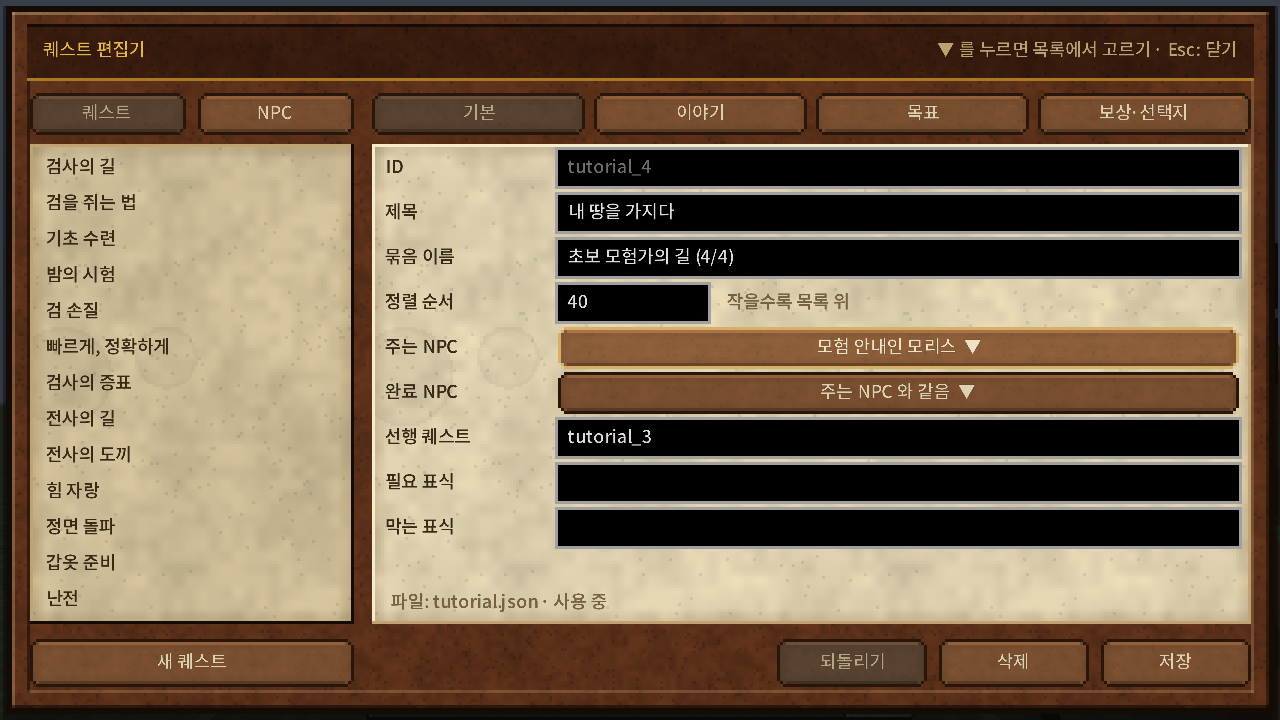 퀘스트 편집기
▼ 를 누르면 목록에서 고르기 · Esc: 닫기
퀘스트
NPC
기본
이야기
목표
보상·선택지
검사의 길
검을 쥐는 법
기초 수련
밤의 시험
검 손질
빠르게, 정확하게
검사의 증표
전사의 길
전사의 도끼
힘 자랑
정면 돌파
갑옷 준비
난전
ID
tutorial_4
제목
내 땅을 가지다
묶음 이름
초보 모험가의 길 (4/4)
정렬 순서
40
작을수록 목록 위
주는 NPC
모험 안내인 모리스 ▼
완료 NPC
주는 NPC 와 같음 ▼
선행 퀘스트
tutorial_3
필요 표식
막는 표식
파일: tutorial.json · 사용 중
새 퀘스트
되돌리기
삭제
저장